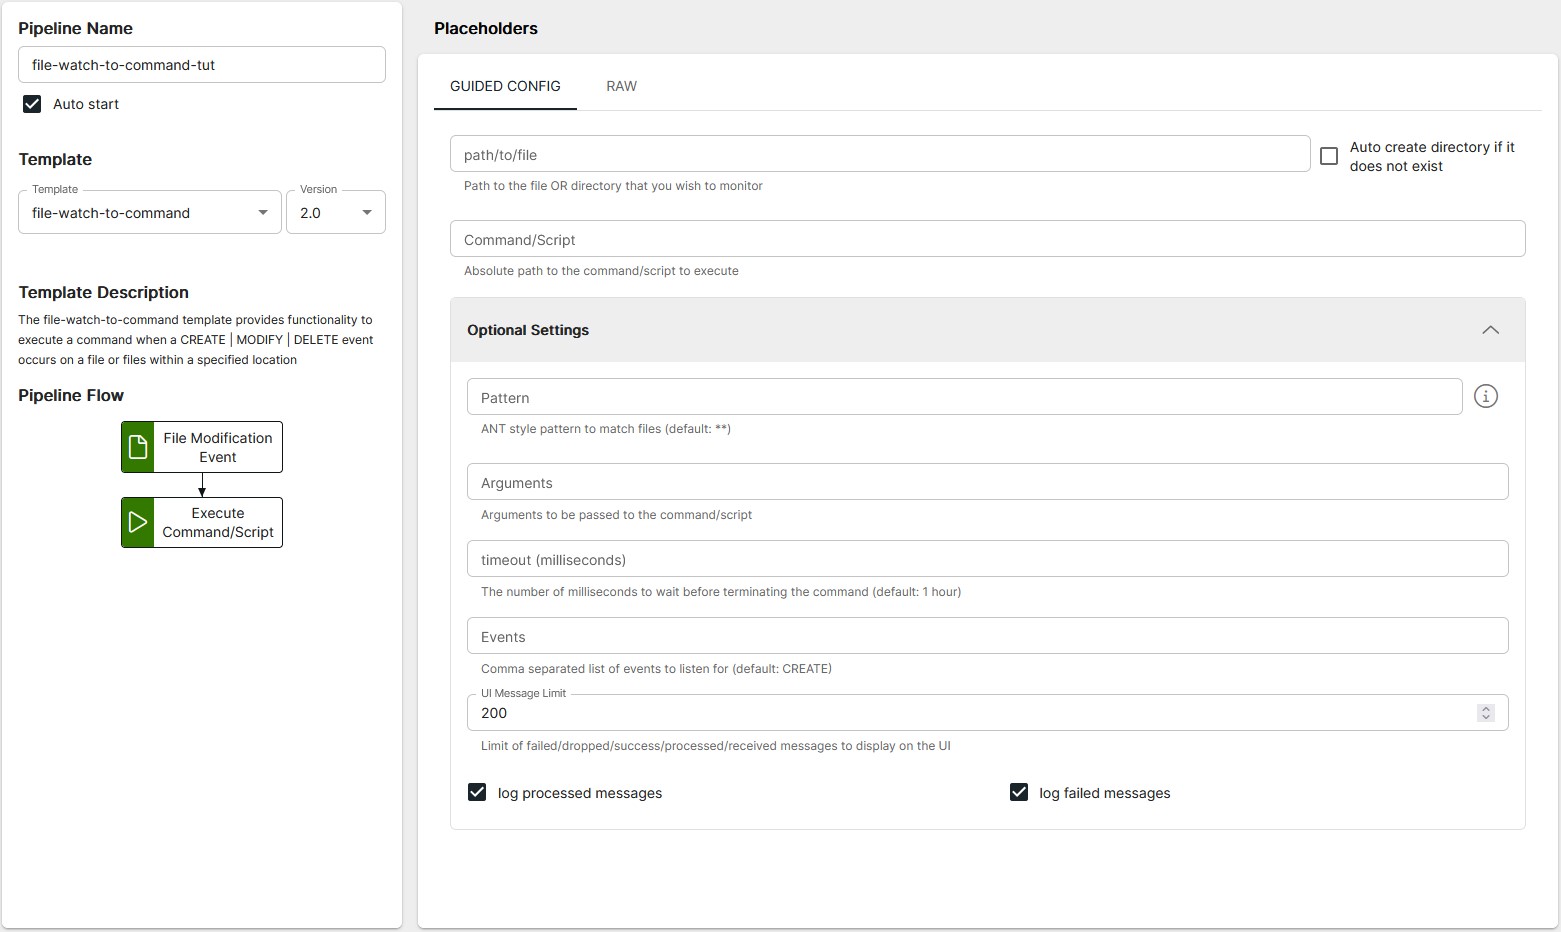 Pipeline Name
file-watch-to-command-tut
Auto start
Template
Template
file-watch-to-command
Version
2.0
Template Description
The file-watch-to-command template provides functionality to
execute a command when a CREATE | MODIFY | DELETE event
occurs on a file or files within a specified location
Pipeline Flow
File Modification
Event
Execute
Command/Script
Placeholders
GUIDED CONFIG
RAW
path/to/file
Path to the file OR directory that you wish to monitor
Auto create directory if it
does not exist
Command/Script
Absolute path to the command/script to execute
Optional Settings
Pattern
ANT style pattern to match files (default: **)
Arguments
Arguments to be passed to the command/script
timeout (milliseconds)
The number of milliseconds to wait before terminating the command (default: 1 hour)
Events
Comma separated list of events to listen for (default: CREATE)
UI Message Limit
200
Limit of failed/dropped/success/processed/received messages to display on the UI
log processed messages
log failed messages